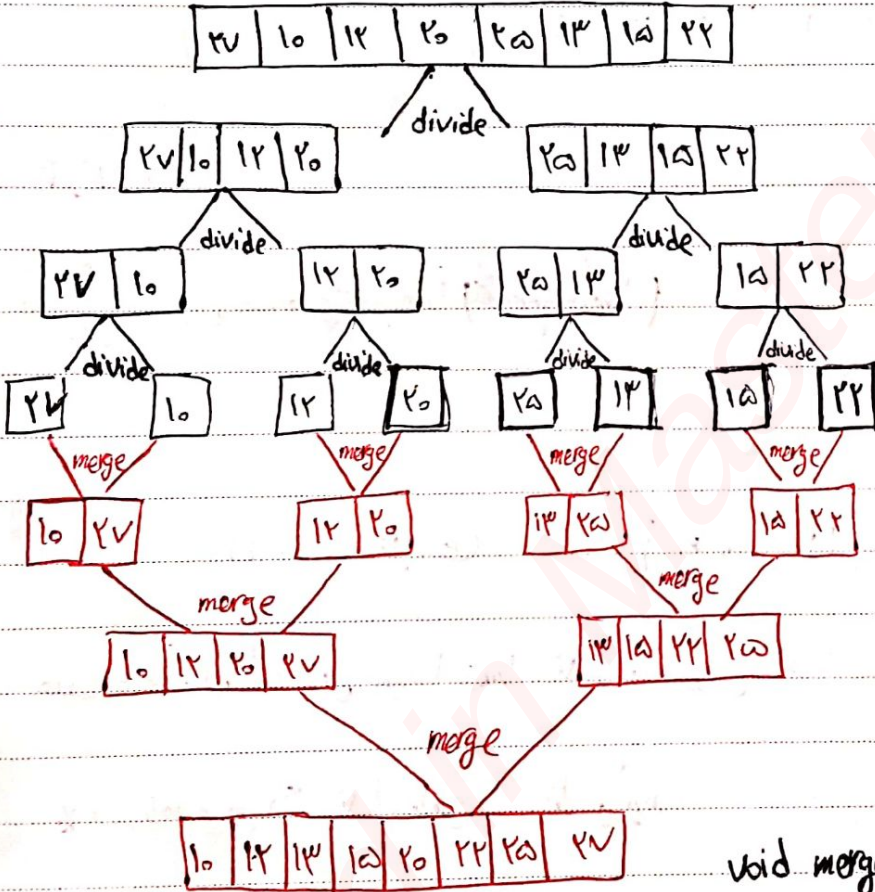 ۲۷ ۱۰ ۱۲ ۲۰ ۲۵ ۱۳ ۱۵ ۲۲
divide
۲۷ ۱۰ ۱۲ ۲۰ ۲۵ ۱۳ ۱۵ ۲۲
divide divide
۲۷ ۱۰ ۱۲ ۲۰ ۲۵ ۱۳ ۱۵ ۲۲
divide divide divide divide
۲۷ ۱۰ ۱۲ ۲۰ ۲۵ ۱۳ ۱۵ ۲۲
merge merge merge merge
۱۰ ۲۷ ۱۲ ۲۰ ۱۳ ۲۵ ۱۵ ۲۲
merge merge
۱۰ ۱۲ ۲۰ ۲۷ ۱۳ ۱۵ ۲۲ ۲۵
merge
۱۰ ۱۲ ۱۳ ۱۵ ۲۰ ۲۲ ۲۵ ۲۷
void